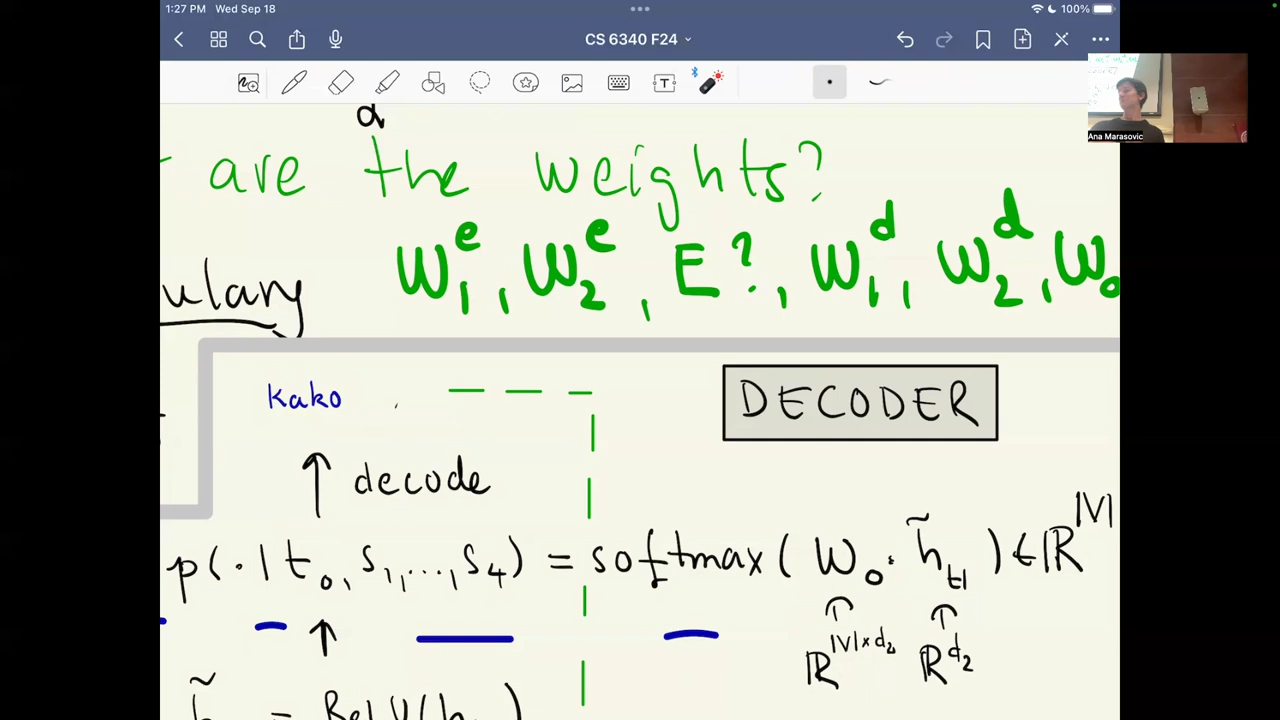 1:27 PM Wed Sep 18
100%
CS 6340 F24
Ana Marasovic
are the weights?
W₁ᵉ, W₂ᵉ, E?, W₁ᵈ, W₂ᵈ, W₀
ulary
kako
DECODER
↑ decode
p(·|t₀, s₁, ..., s₄) = softmax(W₀ · h̃ₜ₁) ∈ ℝ^|V|
ℝ^|V|×d₂ ℝ^d₂
h̃ = ReLU(h